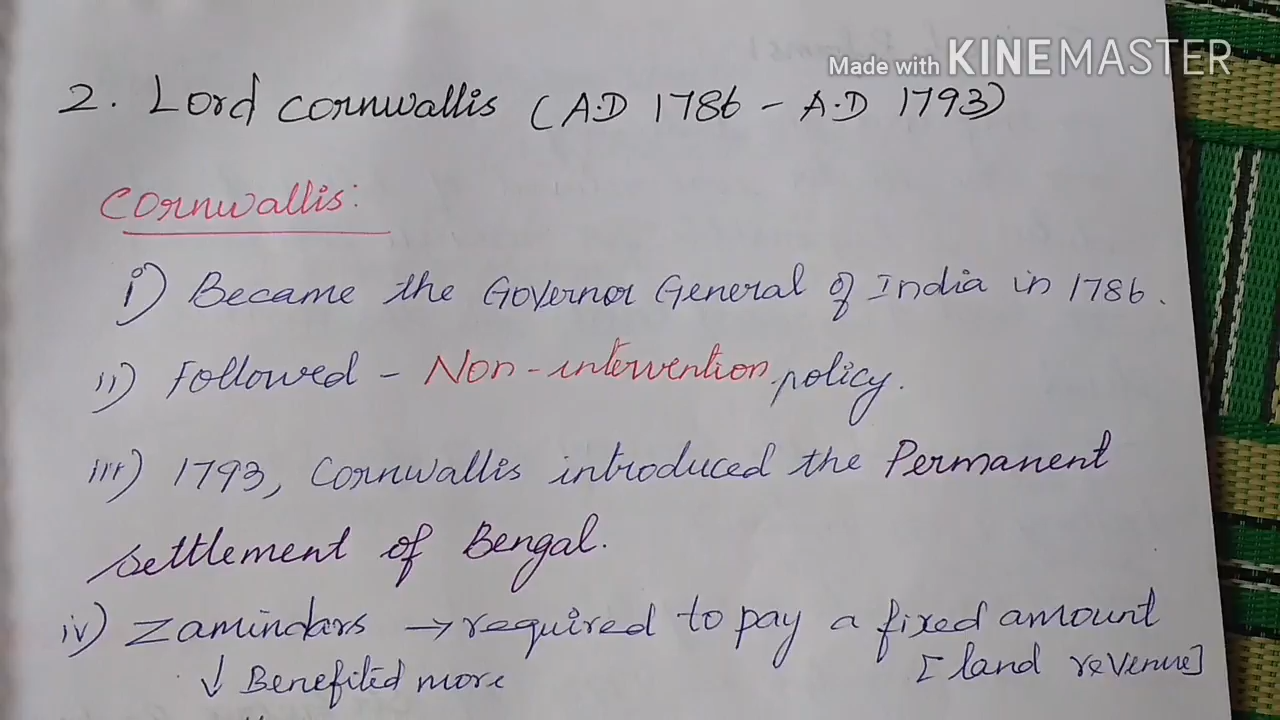 Made with KINEMASTER
2. Lord Cornwallis (A.D 1786 - A.D 1793)
Cornwallis:
i) Became the Governor General of India in 1786.
ii) Followed - Non-intervention policy.
iii) 1793, Cornwallis introduced the Permanent
settlement of Bengal.
iv) Zamindars → required to pay a fixed amount
↓ Benefited more [land revenue]